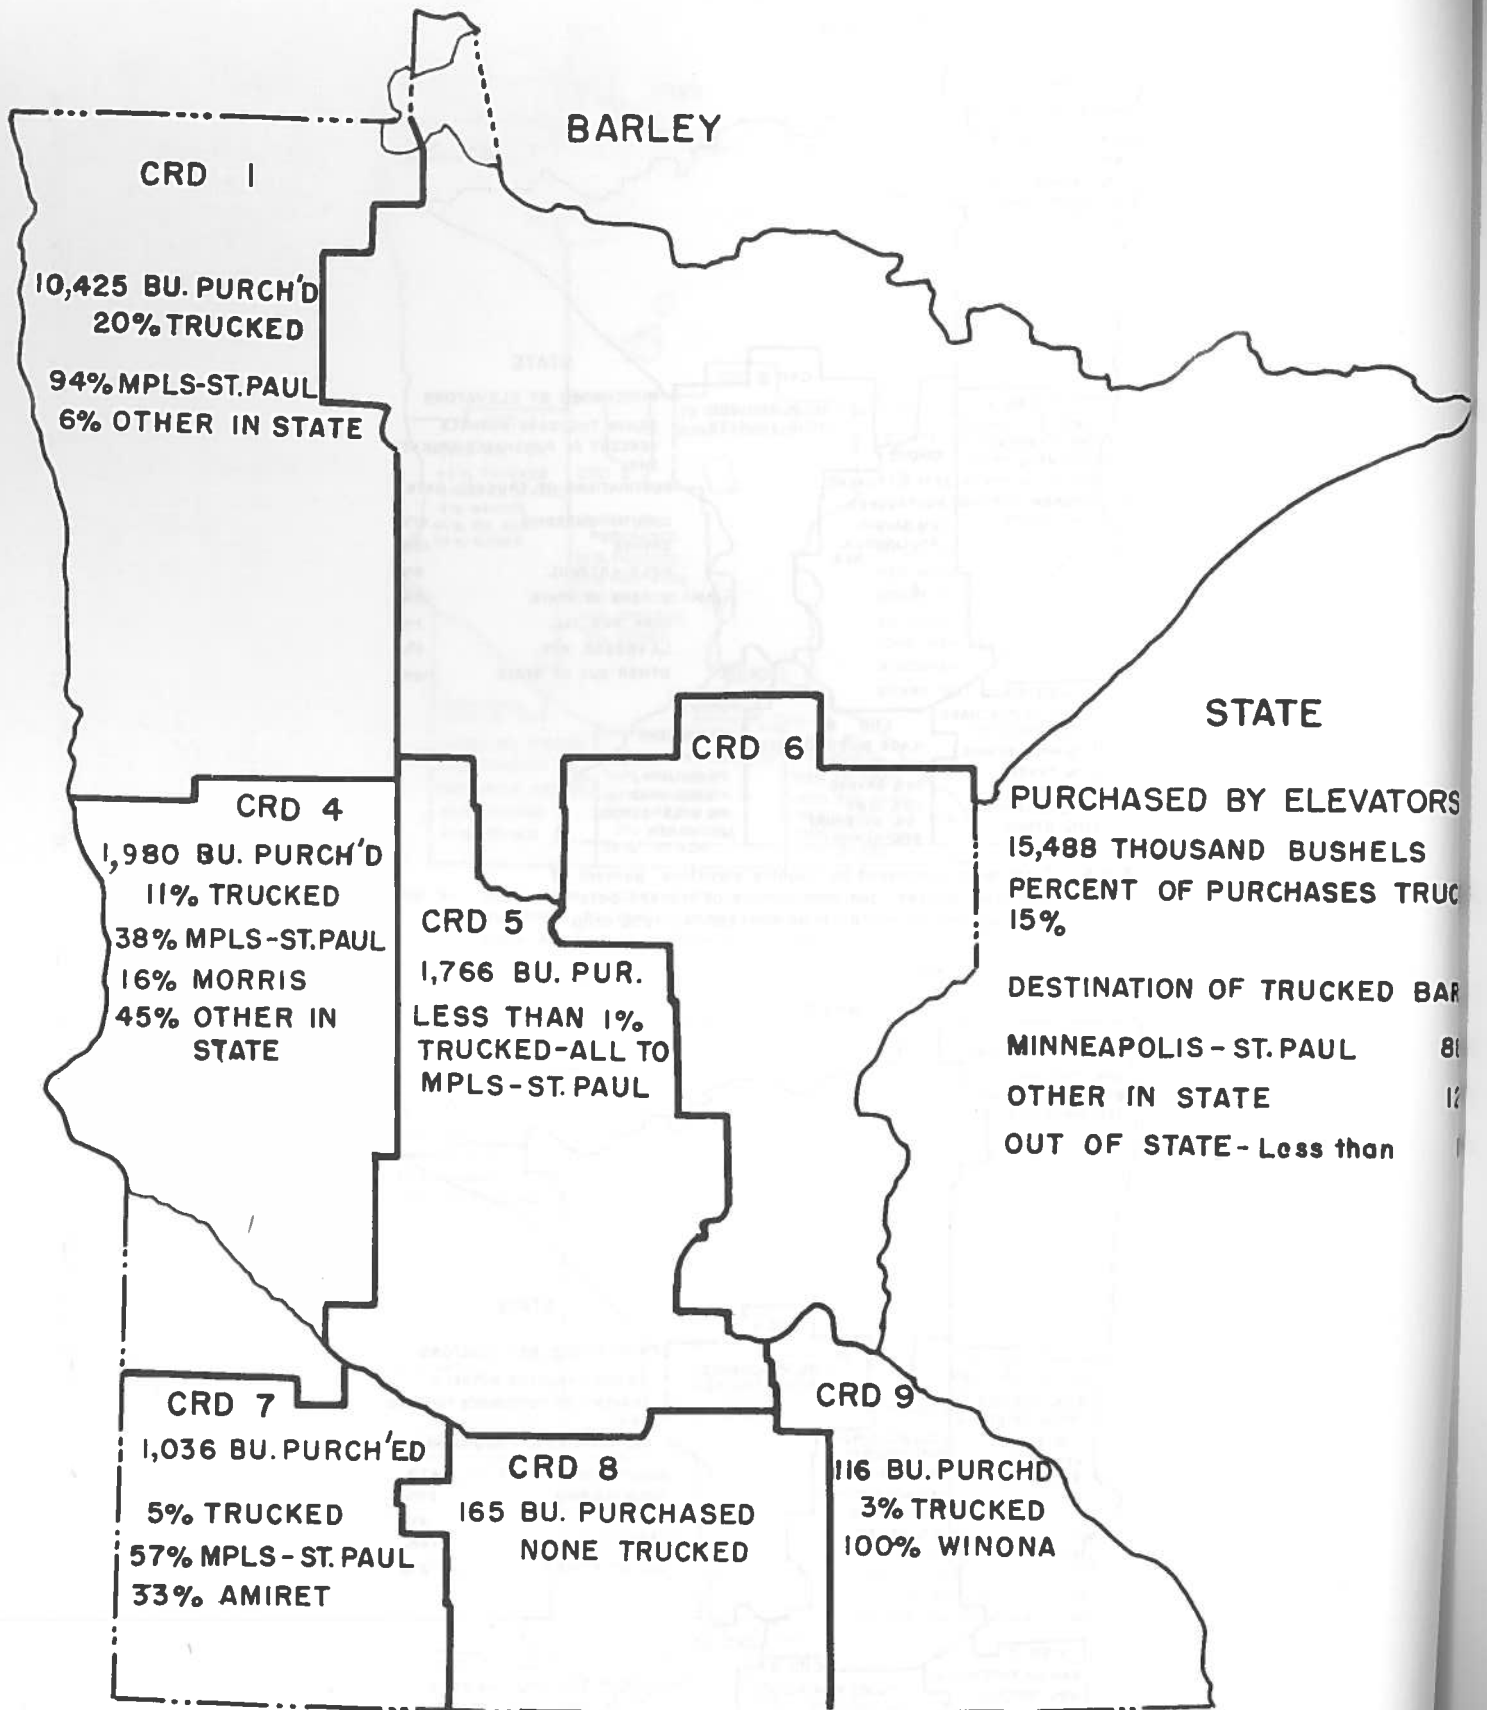 BARLEY
CRD 1
10,425 BU. PURCH'D
20% TRUCKED
94% MPLS-ST. PAUL
6% OTHER IN STATE
CRD 4
1,980 BU. PURCH'D
11% TRUCKED
38% MPLS-ST. PAUL
16% MORRIS
45% OTHER IN
STATE
CRD 5
1,766 BU. PUR.
LESS THAN 1%
TRUCKED-ALL TO
MPLS-ST. PAUL
CRD 6
STATE
PURCHASED BY ELEVATORS
15,488 THOUSAND BUSHELS
PERCENT OF PURCHASES TRUC
15%
DESTINATION OF TRUCKED BAR
MINNEAPOLIS - ST. PAUL
OTHER IN STATE 12
OUT OF STATE - Less than
CRD 7
1,036 BU. PURCH'ED
5% TRUCKED
57% MPLS-ST. PAUL
33% AMIRET
CRD 8
165 BU. PURCHASED
NONE TRUCKED
CRD 9
116 BU. PURCHD
3% TRUCKED
100% WINONA